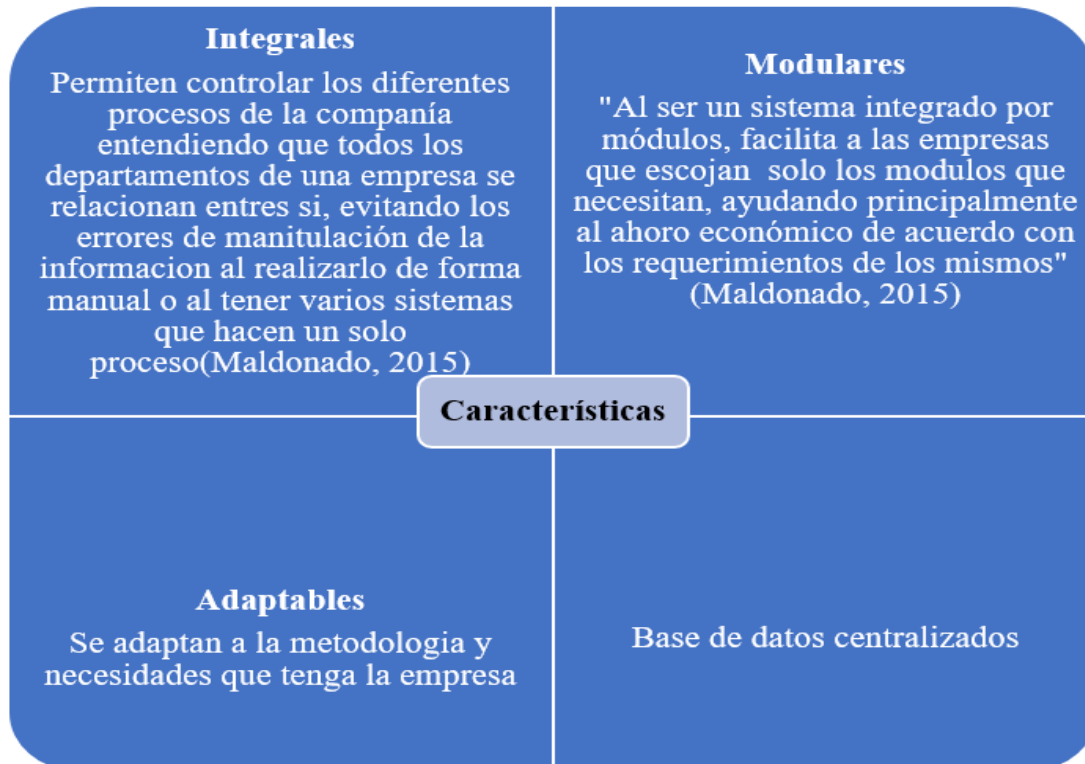 Integrales
Permiten controlar los diferentes
procesos de la compañía
entendiendo que todos los
departamentos de una empresa se
relacionan entres si, evitando los
errores de manitulación de la
informacion al realizarlo de forma
manual o al tener varios sistemas
que hacen un solo
proceso(Maldonado, 2015)
Modulares
"Al ser un sistema integrado por
módulos, facilita a las empresas
que escojan  solo los modulos que
necesitan, ayudando principalmente
al ahoro económico de acuerdo con
los requerimientos de los mismos"
(Maldonado, 2015)
Característícas
Adaptables
Se adaptan a la metodologia y
necesidades que tenga la empresa
Base de datos centralizados